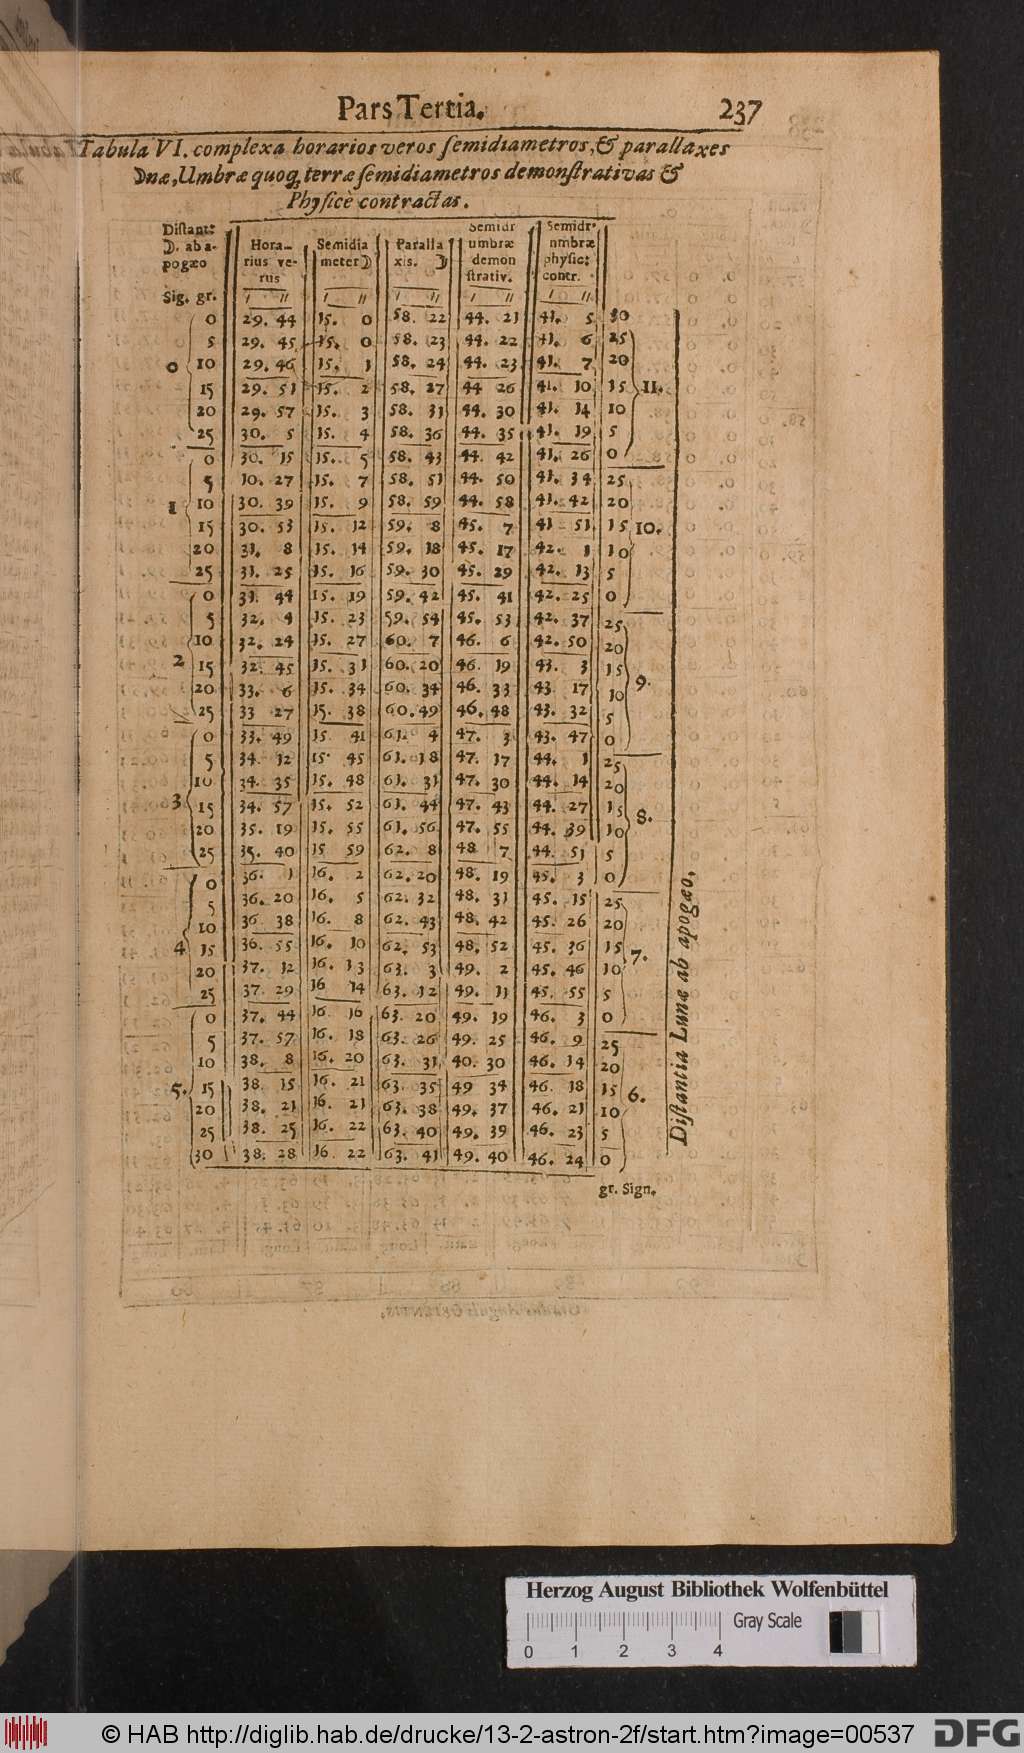 Pars Tertia. 237
Tabula VI. complexa horarios veros semidiametros, & parallaxes
☽næ, Umbræ quoq, terræ semidiametros demonstrativas &
Physicè contractas.
Distant: ☽. ab a-pogæo | Hora-rius ve-rus | Semidia meter ☽ | Paralla xis. ☽ | Semidr umbræ demon strativ. | Semidr. nmbræ physic: contr.
Sig. gr. | ı ıı | ı ıı | ı ıı | ı ıı | ı ıı
0 | 29. 44 | 15. 0 | 58. 22 | 44. 21 | 41. 5 | 30
5 | 29. 45 | 15. 0 | 58. 23 | 44. 22 | 41. 6 | 25
0 10 | 29. 46 | 15. 1 | 58. 24 | 44. 23 | 41. 7 | 20
15 | 29. 51 | 15. 2 | 58. 27 | 44 26 | 41. 10 | 15 11.
20 | 29. 57 | 15. 3 | 58. 31 | 44. 30 | 41. 14 | 10
25 | 30. 5 | 15. 4 | 58. 36 | 44. 35 | 41. 19 | 5
0 | 30. 15 | 15. 5 | 58. 43 | 44. 42 | 41. 26 | 0
5 | 10. 27 | 15. 7 | 58. 51 | 44. 50 | 41. 34 | 25
1 10 | 30. 39 | 15. 9 | 58. 59 | 44. 58 | 41. 42 | 20
15 | 30. 53 | 15. 12 | 59. 8 | 45. 7 | 41 51 | 15 10.
20 | 31. 8 | 15. 14 | 59. 18 | 45. 17 | 42. 1 | 10
25 | 31. 25 | 15. 16 | 59. 30 | 45. 29 | 42. 13 | 5
0 | 31. 44 | 15. 19 | 59. 42 | 45. 41 | 42. 25 | 0
5 | 32. 4 | 15. 23 | 59. 54 | 45. 53 | 42. 37 | 25
10 | 32. 24 | 15. 27 | 60. 7 | 46. 6 | 42. 50 | 20
2 15 | 32. 45 | 15. 31 | 60. 20 | 46. 19 | 43. 3 | 15
20 | 33. 6 | 15. 34 | 60. 34 | 46. 33 | 43. 17 | 10 9.
25 | 33 27 | 15. 38 | 60. 49 | 46. 48 | 43. 32 | 5
0 | 33. 49 | 15. 41 | 61. 4 | 47. 3 | 43. 47 | 0
5 | 34. 12 | 15. 45 | 61. 18 | 47. 17 | 44. 1 | 25
10 | 34. 35 | 15. 48 | 61. 31 | 47. 30 | 44. 14 | 20
3 15 | 34. 57 | 15. 52 | 61. 44 | 47. 43 | 44. 27 | 15 8.
20 | 35. 19 | 15. 55 | 61. 56 | 47. 55 | 44. 39 | 10
25 | 35. 40 | 15 59 | 62. 8 | 48 7 | 44. 51 | 5
0 | 36. 1 | 16. 2 | 62. 20 | 48. 19 | 45. 3 | 0
5 | 36. 20 | 16. 5 | 62. 32 | 48. 31 | 45. 15 | 25
10 | 36 38 | 16. 8 | 62. 43 | 48. 42 | 45. 26 | 20
4 15 | 36. 55 | 16. 10 | 62. 53 | 48. 52 | 45. 36 | 15 7.
20 | 37. 12 | 16. 13 | 63. 3 | 49. 2 | 45. 46 | 10
25 | 37. 29 | 16 14 | 63. 12 | 49. 11 | 45. 55 | 5
0 | 37. 44 | 16. 16 | 63. 20 | 49. 19 | 46. 3 | 0
5 | 37. 57 | 16. 18 | 63. 26 | 49. 25 | 46. 9 | 25
10 | 38. 8 | 16. 20 | 63. 31 | 40. 30 | 46. 14 | 20
5. 15 | 38. 15 | 16. 21 | 63. 35 | 49 34 | 46. 18 | 15 6.
20 | 38. 21 | 16. 21 | 63. 38 | 49. 37 | 46. 21 | 10
25 | 38. 25 | 16. 22 | 63. 40 | 49. 39 | 46. 23 | 5
30 | 38. 28 | 16. 22 | 63. 41 | 49. 40 | 46. 24 | 0
gr. Sign.
Distantia Lunæ ab apogæo,
Herzog August Bibliothek Wolfenbüttel
0 1 2 3 4 Gray Scale
© HAB http://diglib.hab.de/drucke/13-2-astron-2f/start.htm?image=00537 DFG